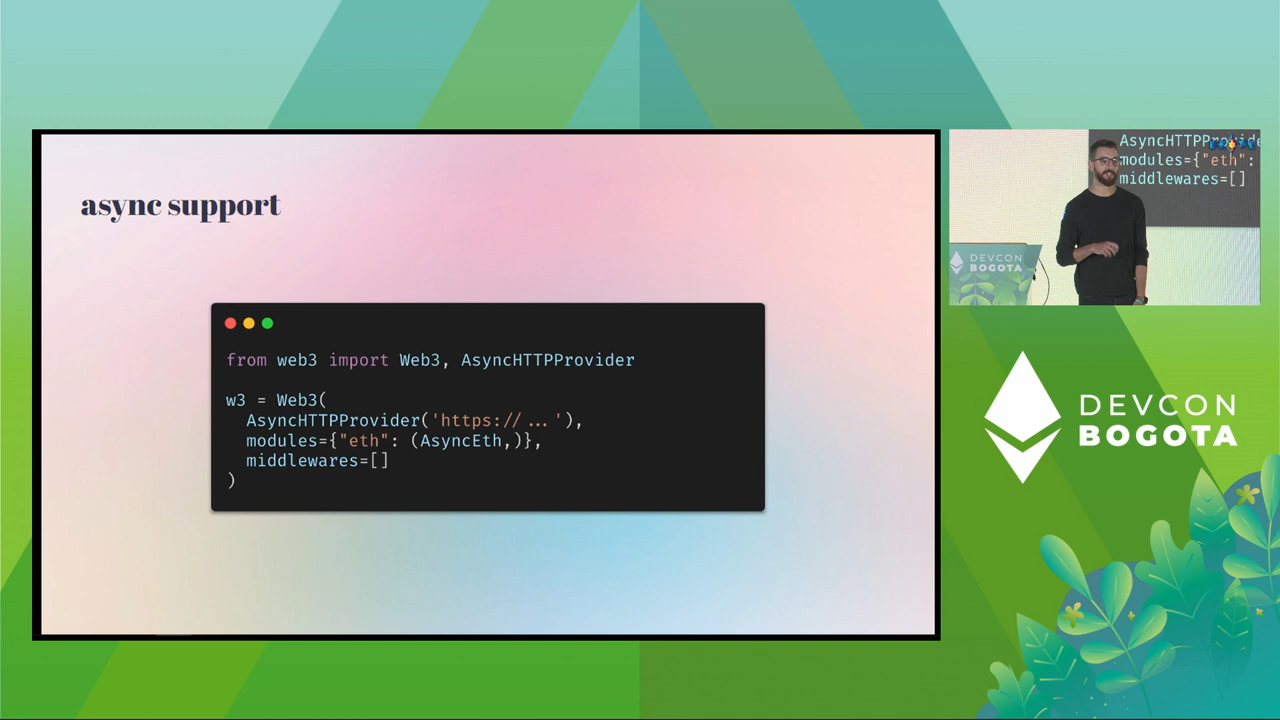 async support
from web3 import Web3, AsyncHTTPProvider
w3 = Web3(
AsyncHTTPProvider('https://...'),
modules={"eth": (AsyncEth,)},
middlewares=[]
)
AsyncHTTPProvide
modules={"eth":
middlewares=[]
DEVCON
BOGOTA
DEVCON
BOGOTA